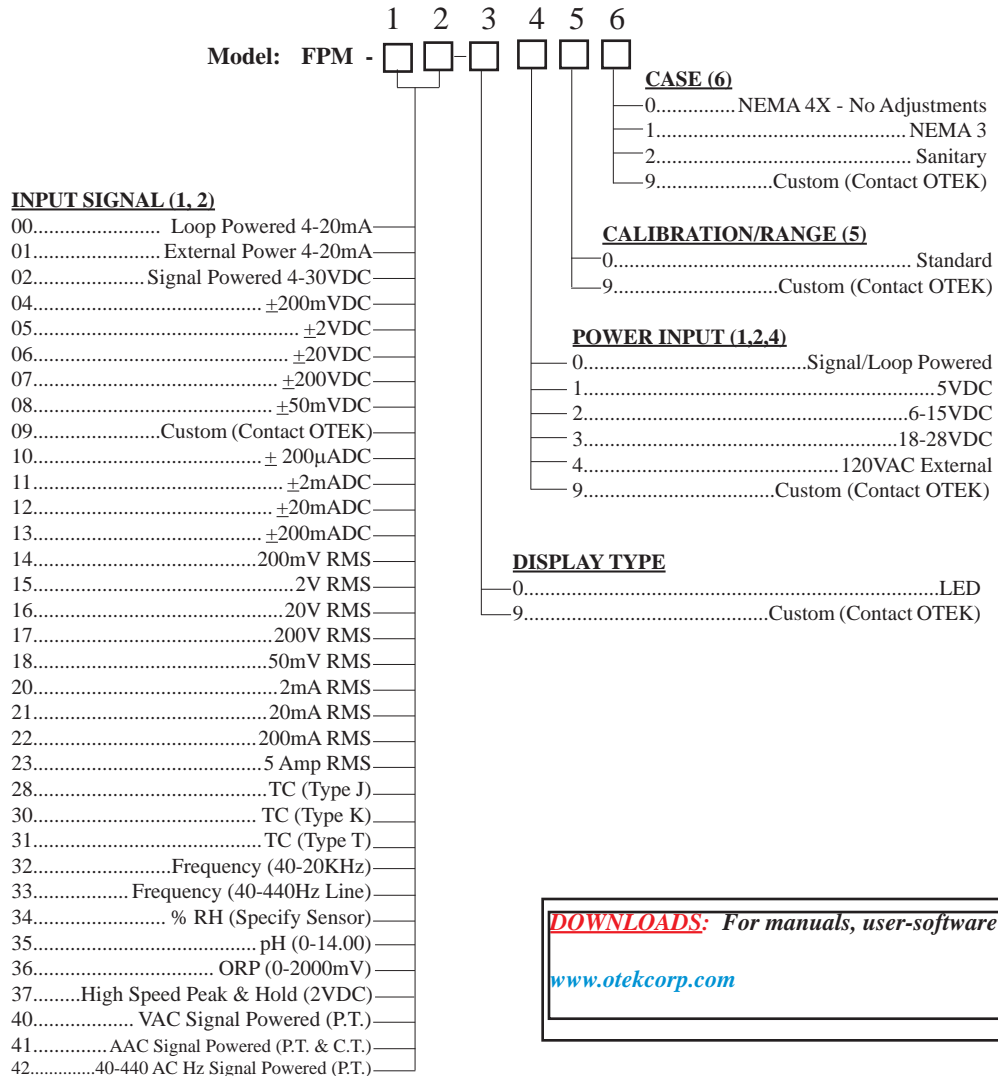 1 2 3 4 5 6
Model: FPM - -
CASE (6)
0...............NEMA 4X - No Adjustments
1.............................................NEMA 3
2.............................................. Sanitary
9.....................Custom (Contact OTEK)
INPUT SIGNAL (1, 2)
00....................... Loop Powered 4-20mA
01.......................External Power 4-20mA
02....................Signal Powered 4-30VDC
04......................................... +200mVDC
05................................................ +2VDC
06.............................................. +20VDC
07............................................ +200VDC
08........................................... +50mVDC
09.......................Custom (Contact OTEK)
10......................................... + 200µADC
11............................................. +2mADC
12........................................... +20mADC
13......................................... +200mADC
14........................................200mV RMS
15..............................................2V RMS
16............................................20V RMS
17..........................................200V RMS
18.........................................50mV RMS
20...........................................2mA RMS
21.........................................20mA RMS
22........................................200mA RMS
23.........................................5 Amp RMS
28..........................................TC (Type J)
30........................................ TC (Type K)
31.........................................TC (Type T)
32.........................Frequency (40-20KHz)
33................. Frequency (40-440Hz Line)
34........................ % RH (Specify Sensor)
35........................................ pH (0-14.00)
36................................ ORP (0-2000mV)
37.........High Speed Peak & Hold (2VDC)
40.................. VAC Signal Powered (P.T.)
41.............AAC Signal Powered (P.T. & C.T.)
42.............40-440 AC Hz Signal Powered (P.T.)
CALIBRATION/RANGE (5)
0.................................................. Standard
9...........................Custom (Contact OTEK)
POWER INPUT (1,2,4)
0....................................Signal/Loop Powered
1..............................................................5VDC
2........................................................6-15VDC
3......................................................18-28VDC
4......................................... 120VAC External
9...............................Custom (Contact OTEK)
DISPLAY TYPE
0....................................................................LED
9........................................Custom (Contact OTEK)
DOWNLOADS: For manuals, user-software
www.otekcorp.com